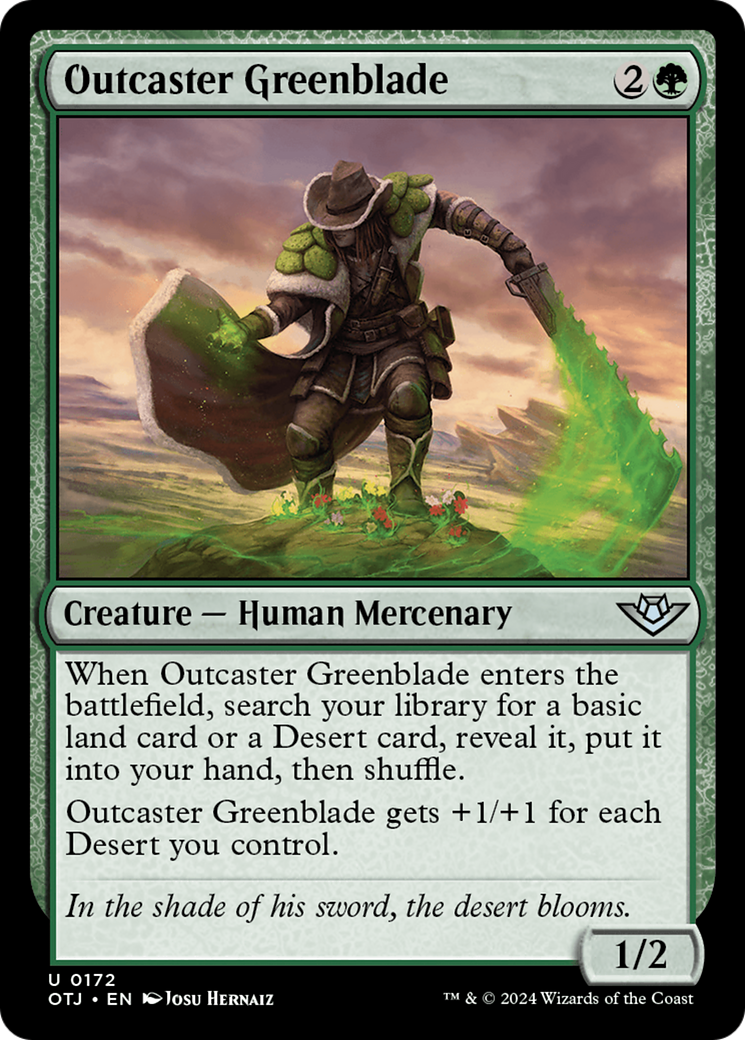 Outcaster Greenblade 2
Creature — Human Mercenary
When Outcaster Greenblade enters the
battlefield, search your library for a basic
land card or a Desert card, reveal it, put it
into your hand, then shuffle.
Outcaster Greenblade gets +1/+1 for each
Desert you control.
In the shade of his sword, the desert blooms.
1/2
U 0172
OTJ • EN Josu Hernaiz
™ & © 2024 Wizards of the Coast